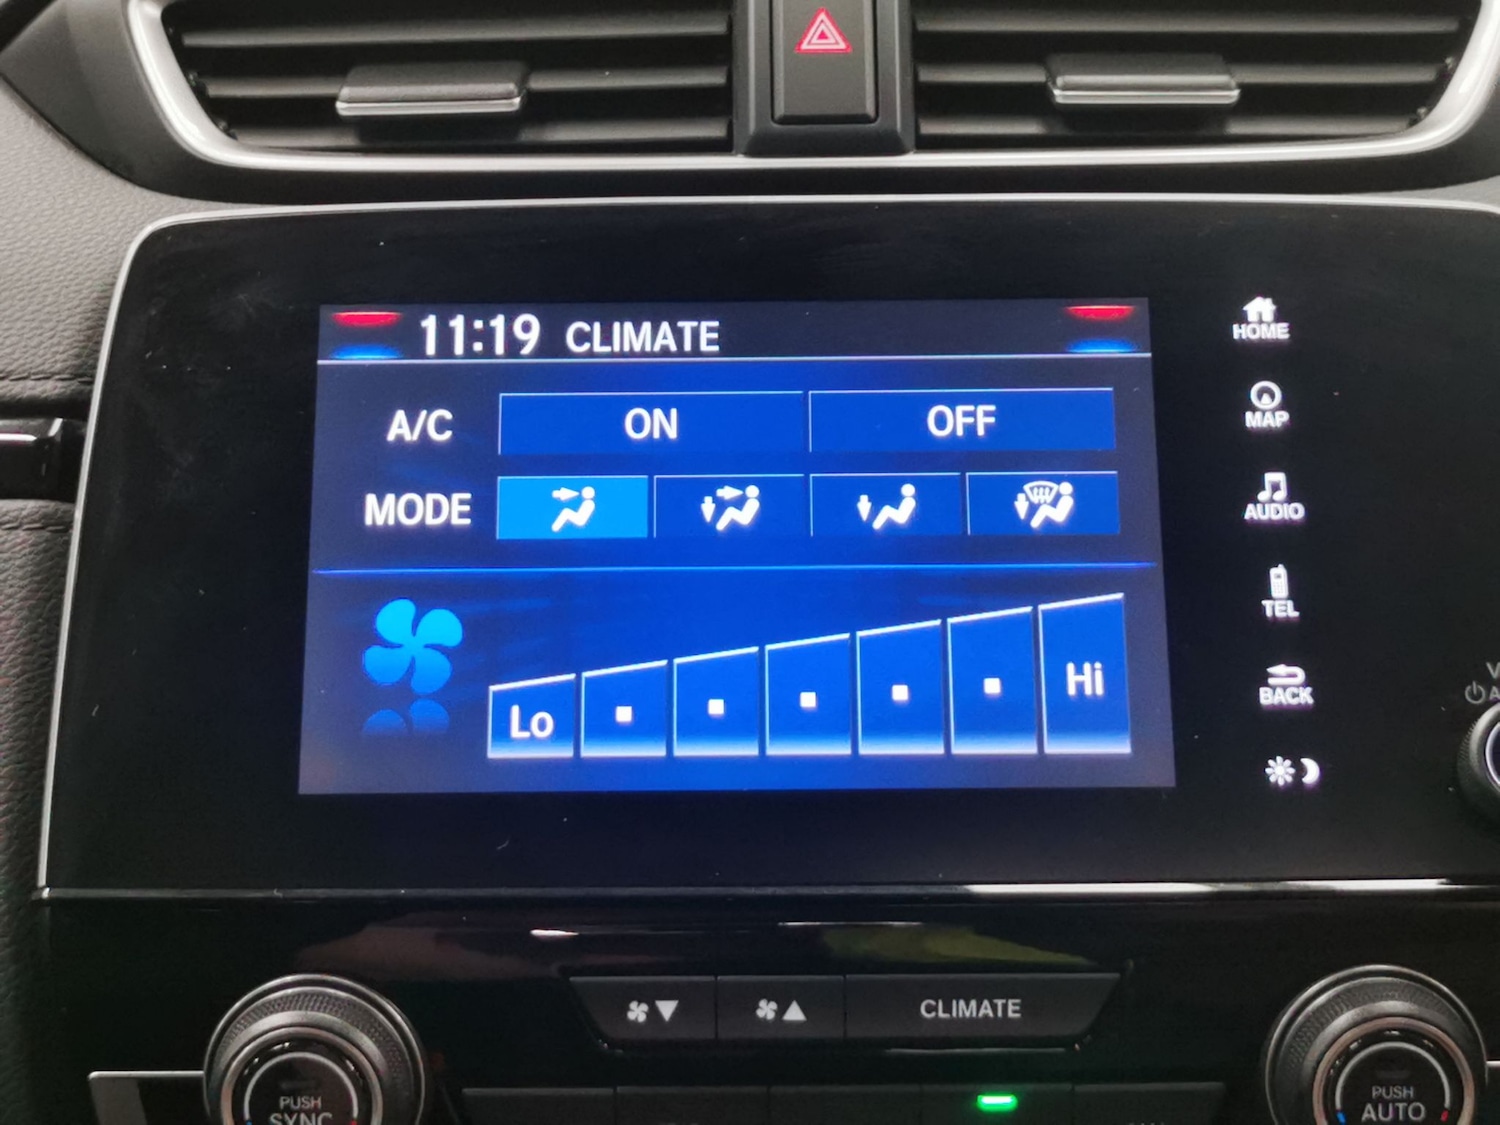 11:19 CLIMATE
A/C ON OFF
MODE
Lo Hi
HOME
MAP
AUDIO
TEL
BACK
CLIMATE
PUSH
SYNC
PUSH
AUTO